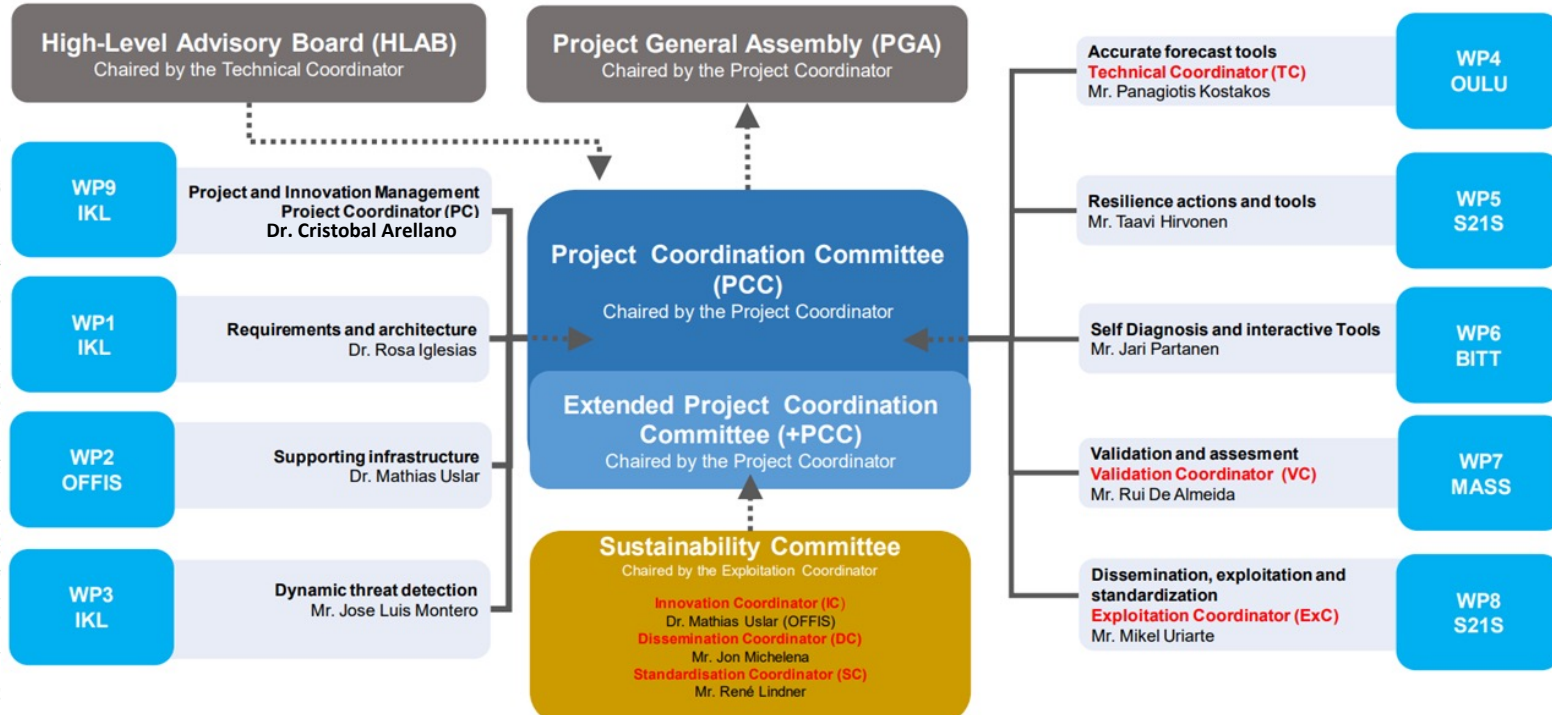 High-Level Advisory Board (HLAB)
Chaired by the Technical Coordinator
Project General Assembly (PGA)
Chaired by the Project Coordinator
WP9
IKL
Project and Innovation Management
Project Coordinator (PC)
Dr. Cristobal Arellano
WP1
IKL
Requirements and architecture
Dr. Rosa Iglesias
WP2
OFFIS
Supporting infrastructure
Dr. Mathias Uslar
WP3
IKL
Dynamic threat detection
Mr. Jose Luis Montero
Project Coordination Committee
(PCC)
Chaired by the Project Coordinator
Extended Project Coordination
Committee (+PCC)
Chaired by the Project Coordinator
Sustainability Committee
Chaired by the Exploitation Coordinator
Innovation Coordinator (IC)
Dr. Mathias Uslar (OFFIS)
Dissemination Coordinator (DC)
Mr. Jon Michelena
Standardisation Coordinator (SC)
Mr. René Lindner
Accurate forecast tools
Technical Coordinator (TC)
Mr. Panagiotis Kostakos
WP4
OULU
Resilience actions and tools
Mr. Taavi Hirvonen
WP5
S21S
Self Diagnosis and interactive Tools
Mr. Jari Partanen
WP6
BITT
Validation and assesment
Validation Coordinator (VC)
Mr. Rui De Almeida
WP7
MASS
Dissemination, exploitation and
standardization
Exploitation Coordinator (ExC)
Mr. Mikel Uriarte
WP8
S21S